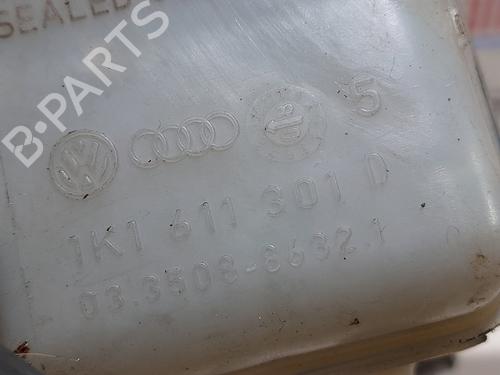 SEALED
B-PARTS
5
1K1 611 301 D
03.3508-8632.1